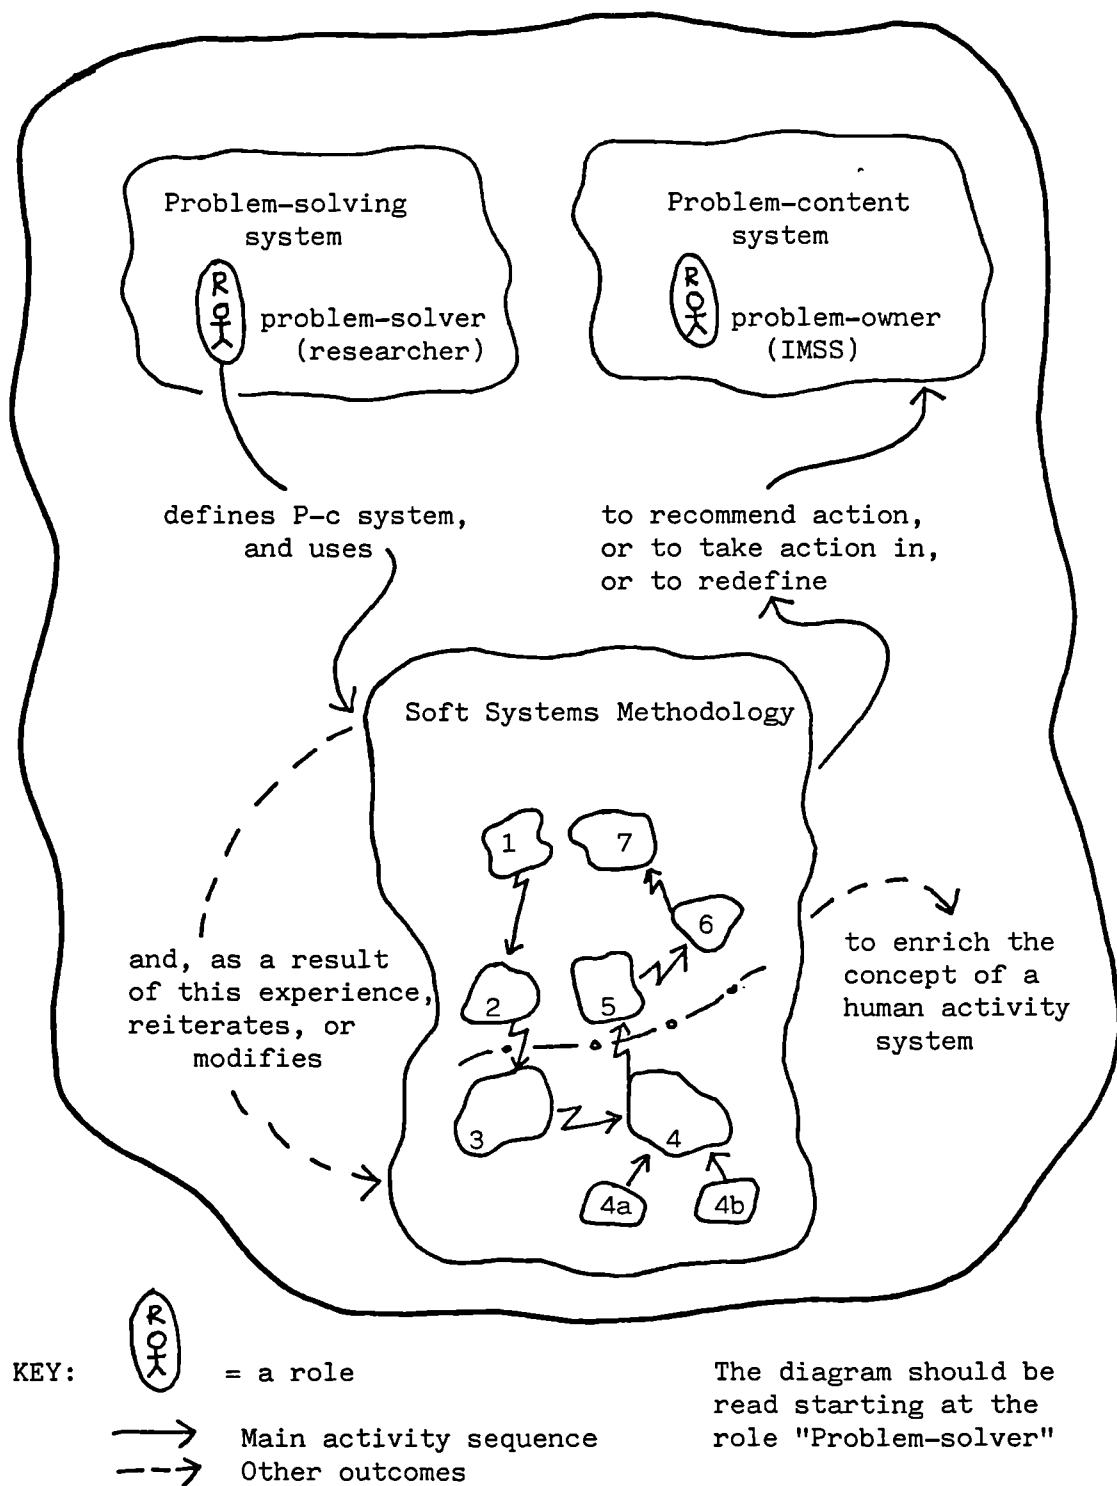 Problem-solving
system
R
problem-solver
(researcher)
Problem-content
system
R
problem-owner
(IMSS)
defines P-c system,
and uses
to recommend action,
or to take action in,
or to redefine
Soft Systems Methodology
1
7
6
2
5
3
4
4a
4b
and, as a result
of this experience,
reiterates, or
modifies
to enrich the
concept of a
human activity
system
KEY:
R
= a role
Main activity sequence
Other outcomes
The diagram should be
read starting at the
role "Problem-solver"